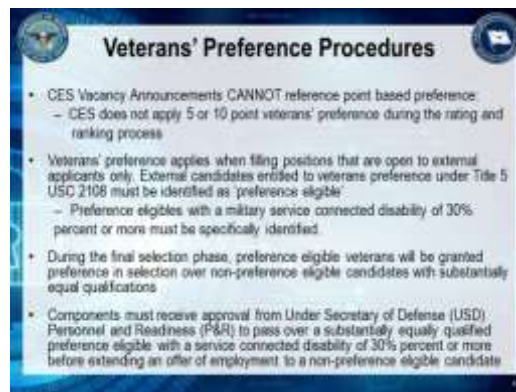 Veterans' Preference Procedures
• CES Vacancy Announcements CANNOT reference point based preference:
– CES does not apply 5 or 10 point veterans' preference during the rating and
ranking process
• Veterans' preference applies when filling positions that are open to external
applicants only. External candidates entitled to veterans preference under Title 5
USC 2108 must be identified as 'preference eligible'
– Preference eligibles with a military service connected disability of 30%
percent or more must be specifically identified.
• During the final selection phase, preference eligible veterans will be granted
preference in selection over non-preference eligible candidates with substantially
equal qualifications
• Components must receive approval from Under Secretary of Defense (USD)
Personnel and Readiness (P&R) to pass over a substantially equally qualified
preference eligible with a service connected disability of 30% percent or more
before extending an offer of employment to a non-preference eligible candidate